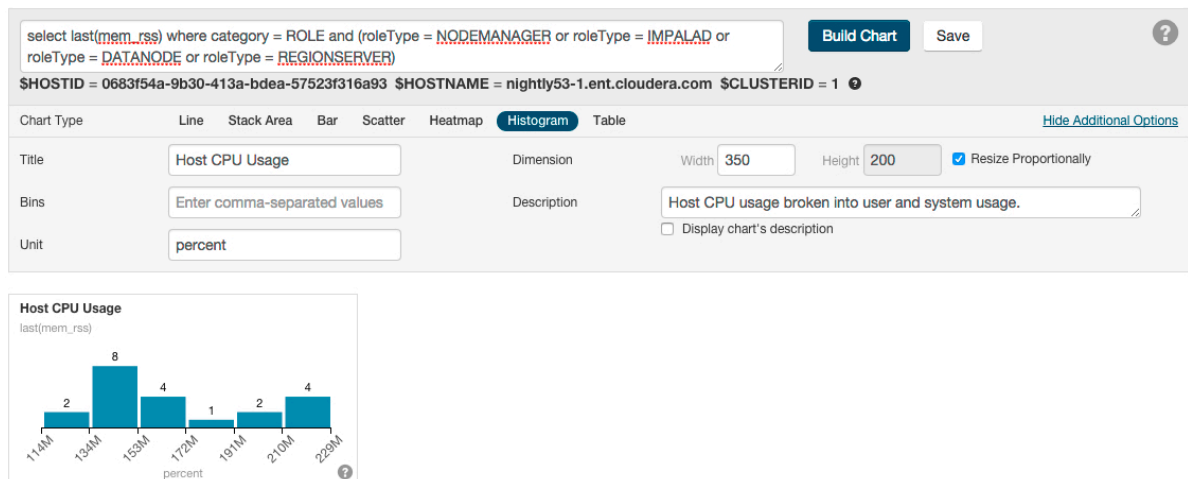 select last(mem_rss) where category = ROLE and (roleType = NODEMANAGER or roleType = IMPALAD or
roleType = DATANODE or roleType = REGIONSERVER)
Build Chart Save ?
$HOSTID = 0683f54a-9b30-413a-bdea-57523f316a93 $HOSTNAME = nightly53-1.ent.cloudera.com $CLUSTERID = 1 ?
Chart Type Line Stack Area Bar Scatter Heatmap Histogram Table Hide Additional Options
Title Host CPU Usage Dimension Width 350 Height 200 Resize Proportionally
Bins Enter comma-separated values Description Host CPU usage broken into user and system usage.
Display chart's description
Unit percent
Host CPU Usage
last(mem_rss)
2 8 4 1 2 4
114M 134M 153M 172M 191M 210M 229M
percent ?